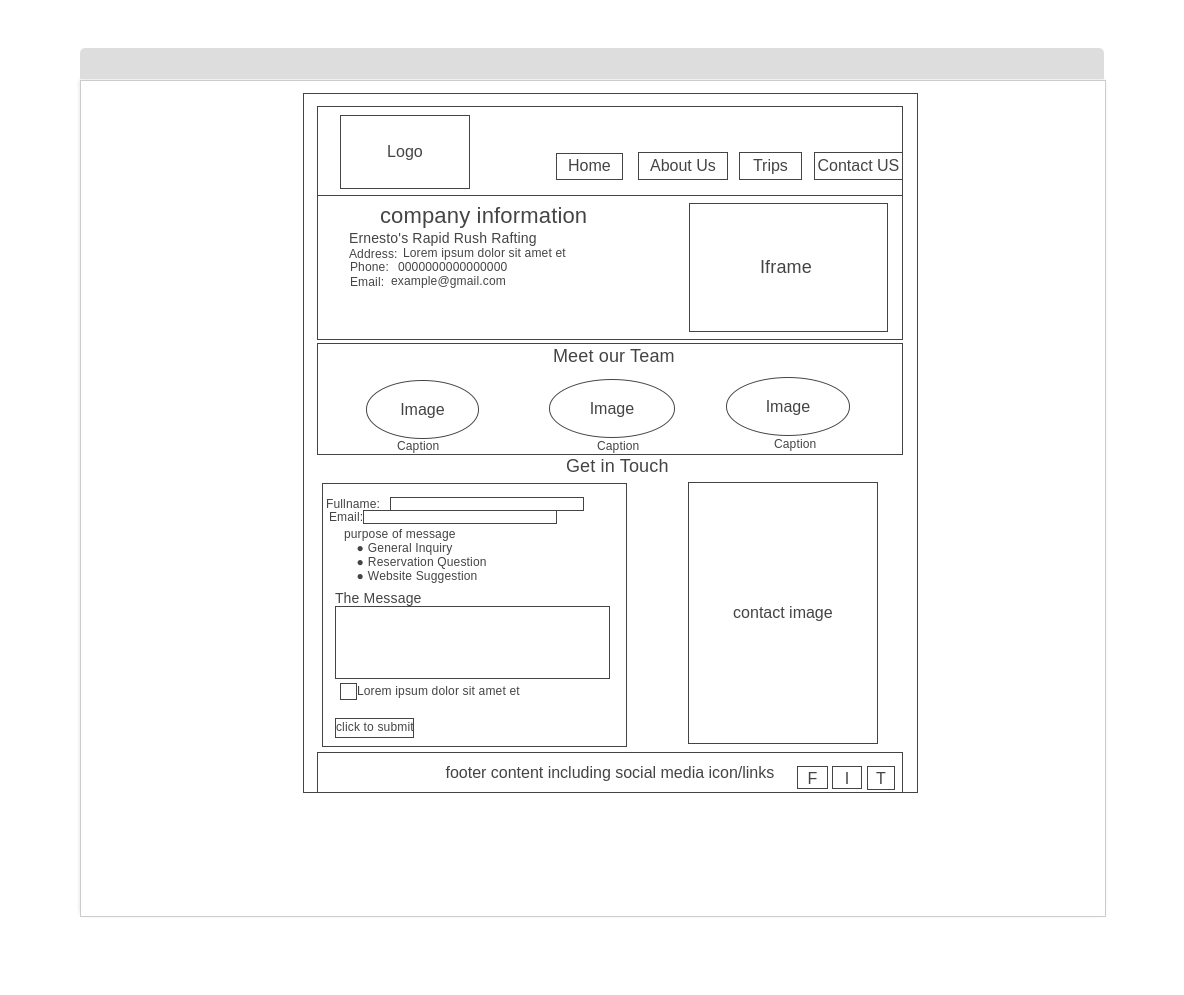 Logo
Home About Us Trips Contact US
company information
Ernesto's Rapid Rush Rafting
Address: Lorem ipsum dolor sit amet et
Phone: 0000000000000000
Email: example@gmail.com
Iframe
Meet our Team
Image Image Image
Caption Caption Caption
Get in Touch
Fullname:
Email:
purpose of message
● General Inquiry
● Reservation Question
● Website Suggestion
The Message
Lorem ipsum dolor sit amet et
click to submit
contact image
footer content including social media icon/links
F I T